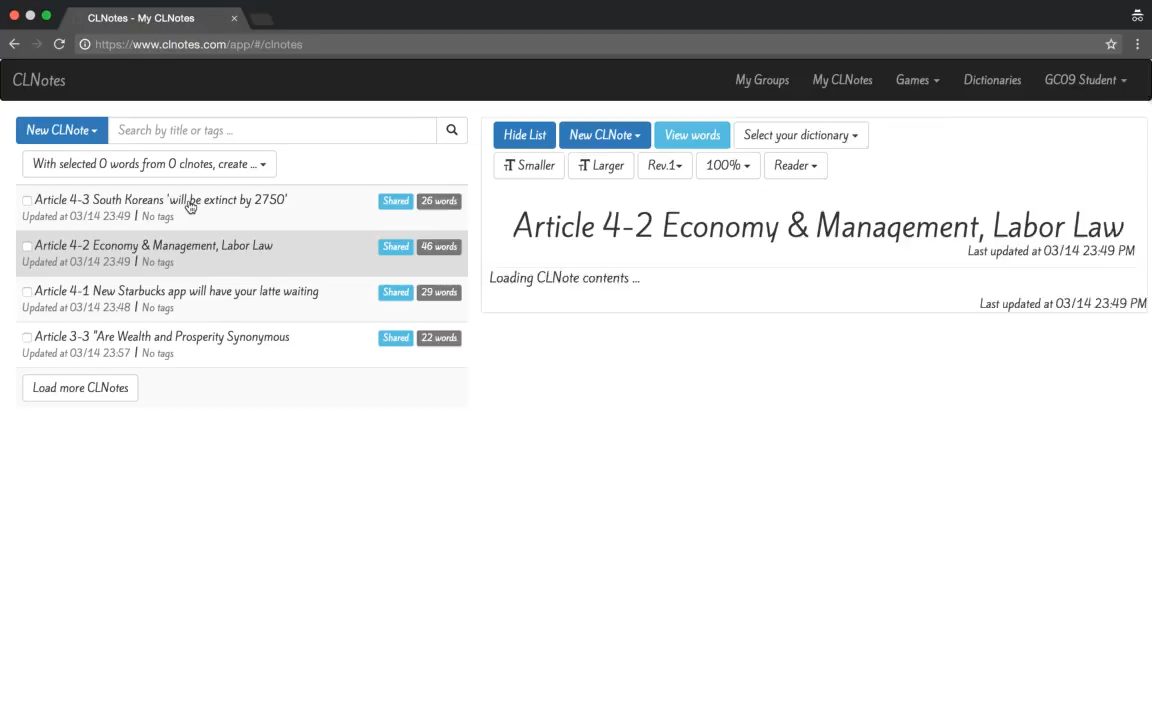 CLNotes - My CLNotes
https://www.clnotes.com/app/#/clnotes
CLNotes My Groups My CLNotes Games Dictionaries GC09 Student
New CLNote Search by title or tags ...
With selected 0 words from 0 clnotes, create ...
Article 4-3 South Koreans 'will be extinct by 2750' Shared 26 words
Updated at 03/14 23:49 | No tags
Article 4-2 Economy & Management, Labor Law Shared 46 words
Updated at 03/14 23:49 | No tags
Article 4-1 New Starbucks app will have your latte waiting Shared 29 words
Updated at 03/14 23:48 | No tags
Article 3-3 "Are Wealth and Prosperity Synonymous Shared 22 words
Updated at 03/14 23:57 | No tags
Load more CLNotes
Hide List New CLNote View words Select your dictionary
Smaller Larger Rev.1 100% Reader
Article 4-2 Economy & Management, Labor Law
Last updated at 03/14 23:49 PM
Loading CLNote contents ...
Last updated at 03/14 23:49 PM